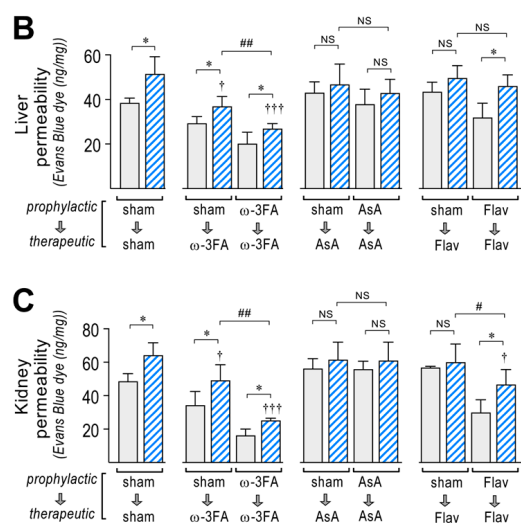 B
Liver
permeability
(Evans Blue dye (ng/mg))
60
40
20
*
*
##
*
†
†††
NS
NS
NS
NS
NS
*
prophylactic
sham
sham
ω-3FA
sham
AsA
sham
Flav
therapeutic
sham
ω-3FA
ω-3FA
AsA
AsA
Flav
Flav
C
Kidney
permeability
(Evans Blue dye (ng/mg))
80
60
40
20
*
*
##
*
†
†††
NS
NS
NS
NS
#
*
†
prophylactic
sham
sham
ω-3FA
sham
AsA
sham
Flav
therapeutic
sham
ω-3FA
ω-3FA
AsA
AsA
Flav
Flav